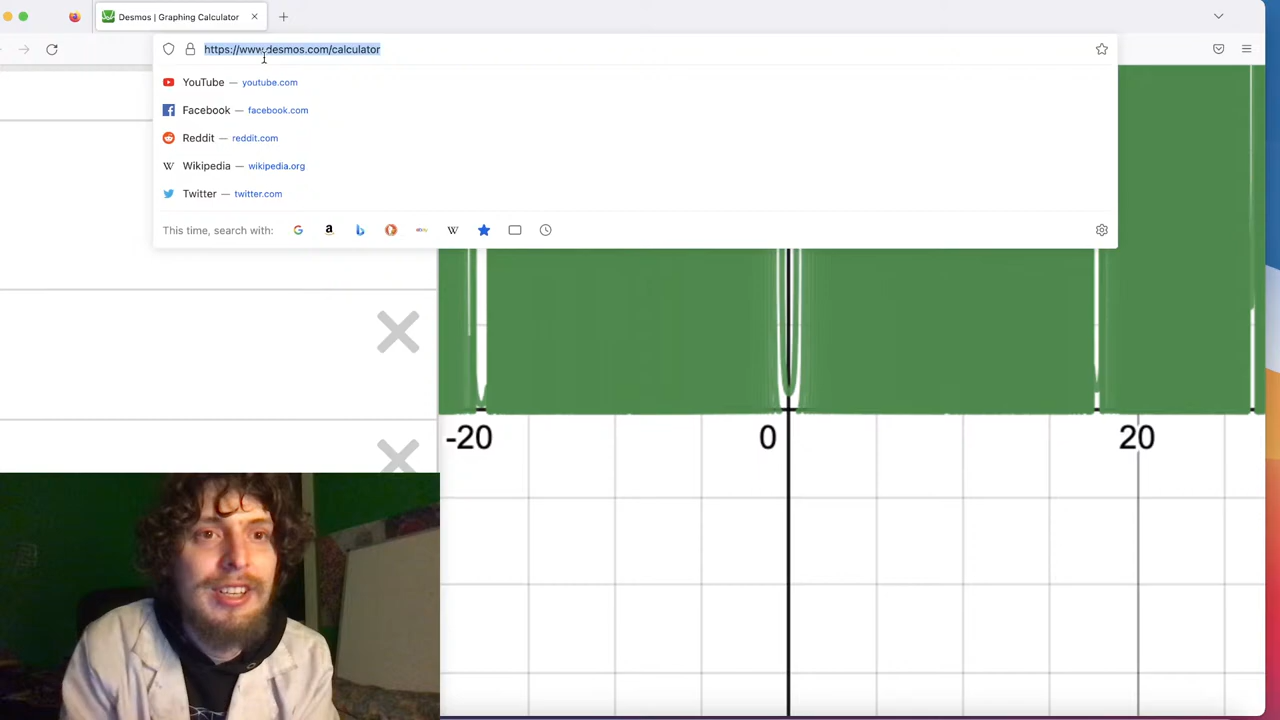 Desmos | Graphing Calculator
https://www.desmos.com/calculator
YouTube — youtube.com
Facebook — facebook.com
Reddit — reddit.com
Wikipedia — wikipedia.org
Twitter — twitter.com
This time, search with:
-20 0 20